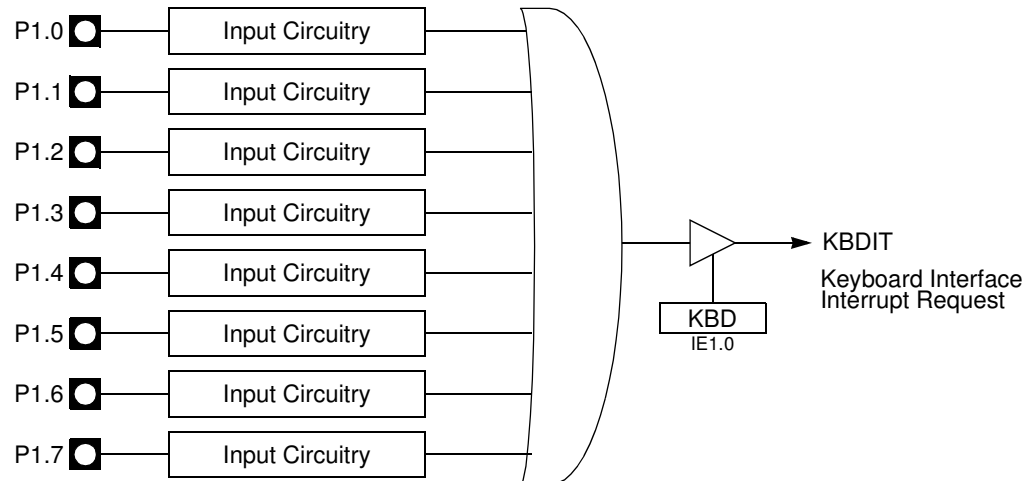 P1.0 Input Circuitry
P1.1 Input Circuitry
P1.2 Input Circuitry
P1.3 Input Circuitry
P1.4 Input Circuitry
P1.5 Input Circuitry
P1.6 Input Circuitry
P1.7 Input Circuitry
KBDIT
Keyboard Interface
Interrupt Request
KBD
IE1.0